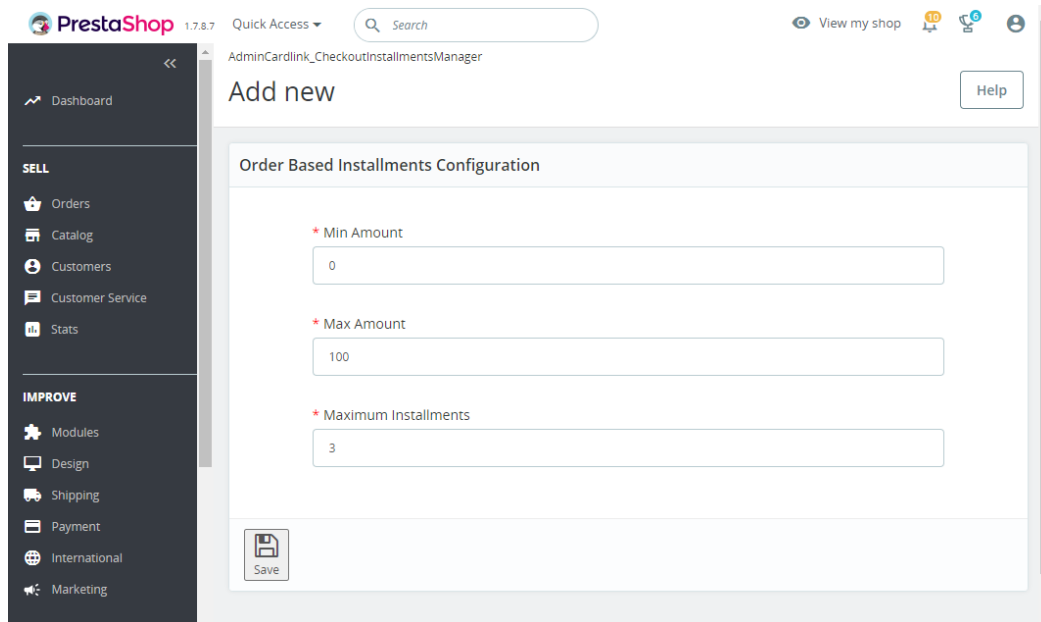 PrestaShop 1.7.8.7 Quick Access Search View my shop 10 6
AdminCardlink_CheckoutInstallmentsManager
Add new
Help
Dashboard
SELL
Orders
Catalog
Customers
Customer Service
Stats
IMPROVE
Modules
Design
Shipping
Payment
International
Marketing
Order Based Installments Configuration
* Min Amount
0
* Max Amount
100
* Maximum Installments
3
Save